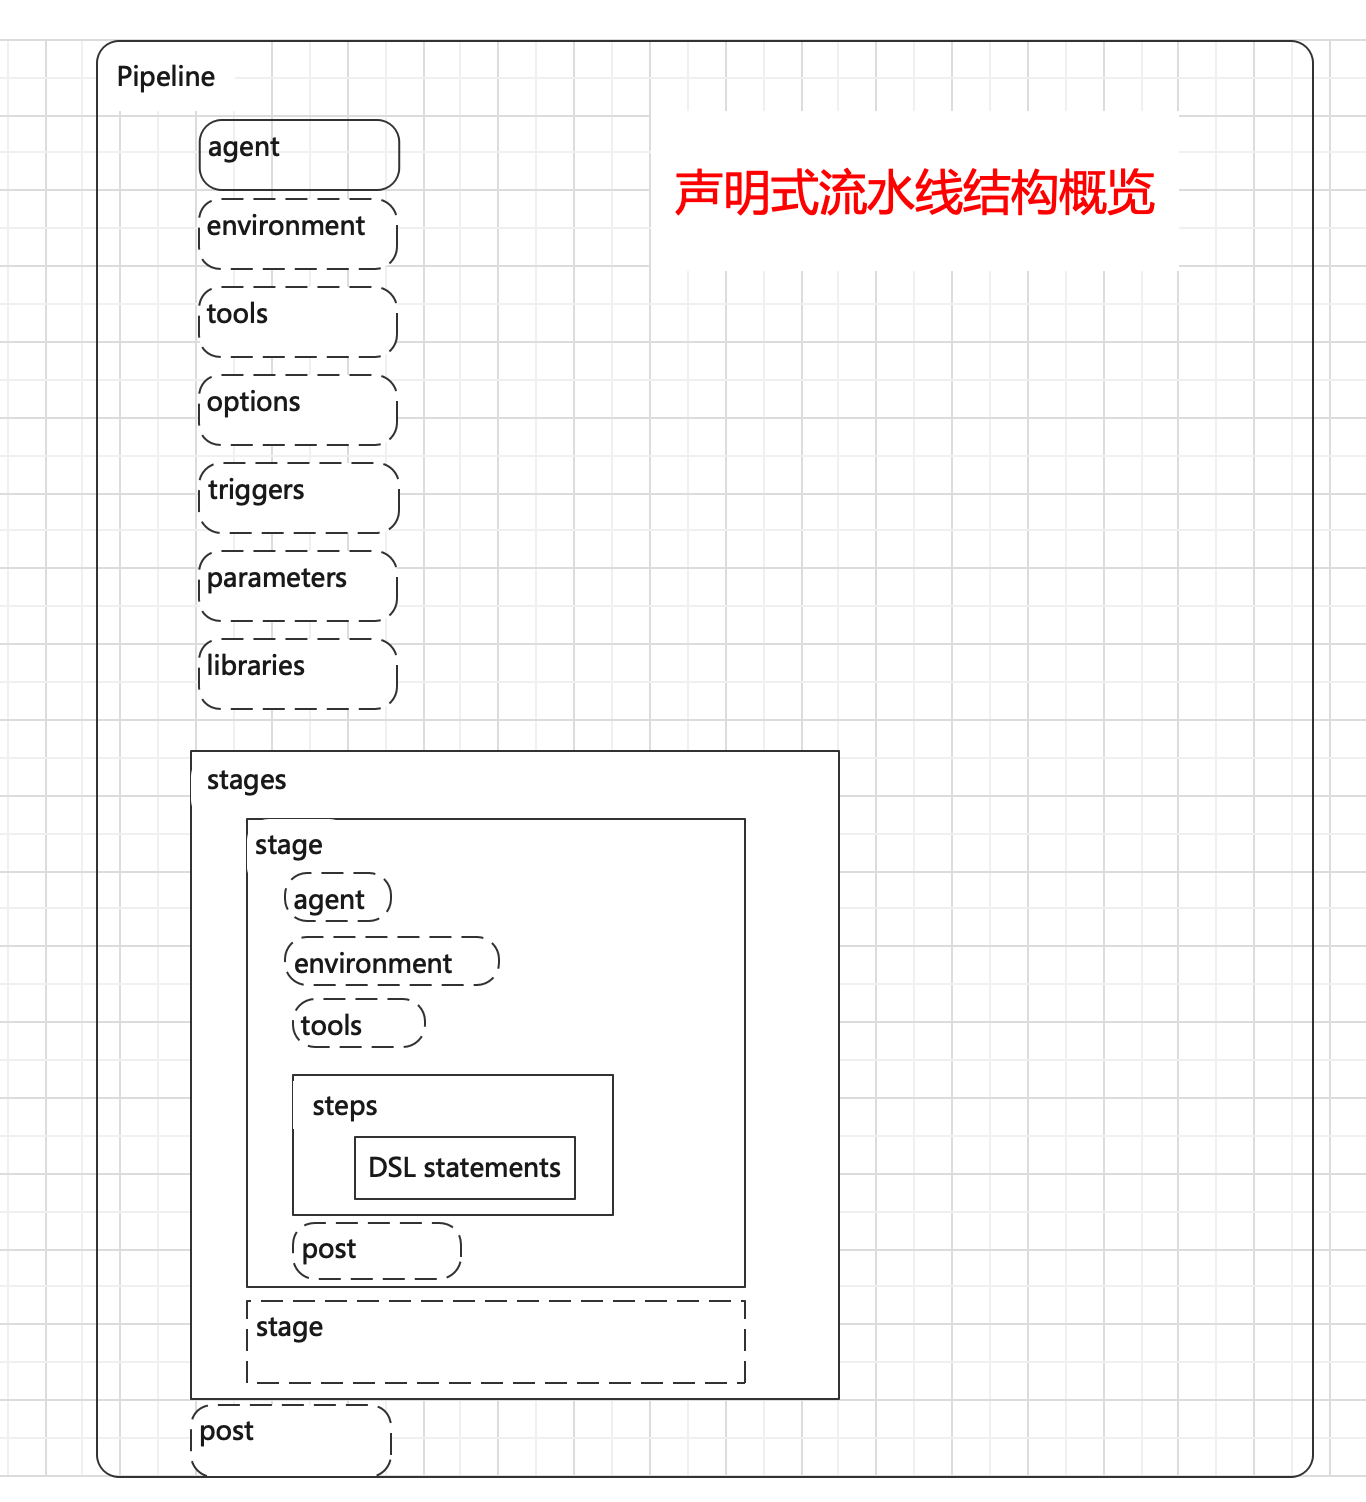 Pipeline
agent
声明式流水线结构概览
environment
tools
options
triggers
parameters
libraries
stages
stage
agent
environment
tools
steps
DSL statements
post
stage
post